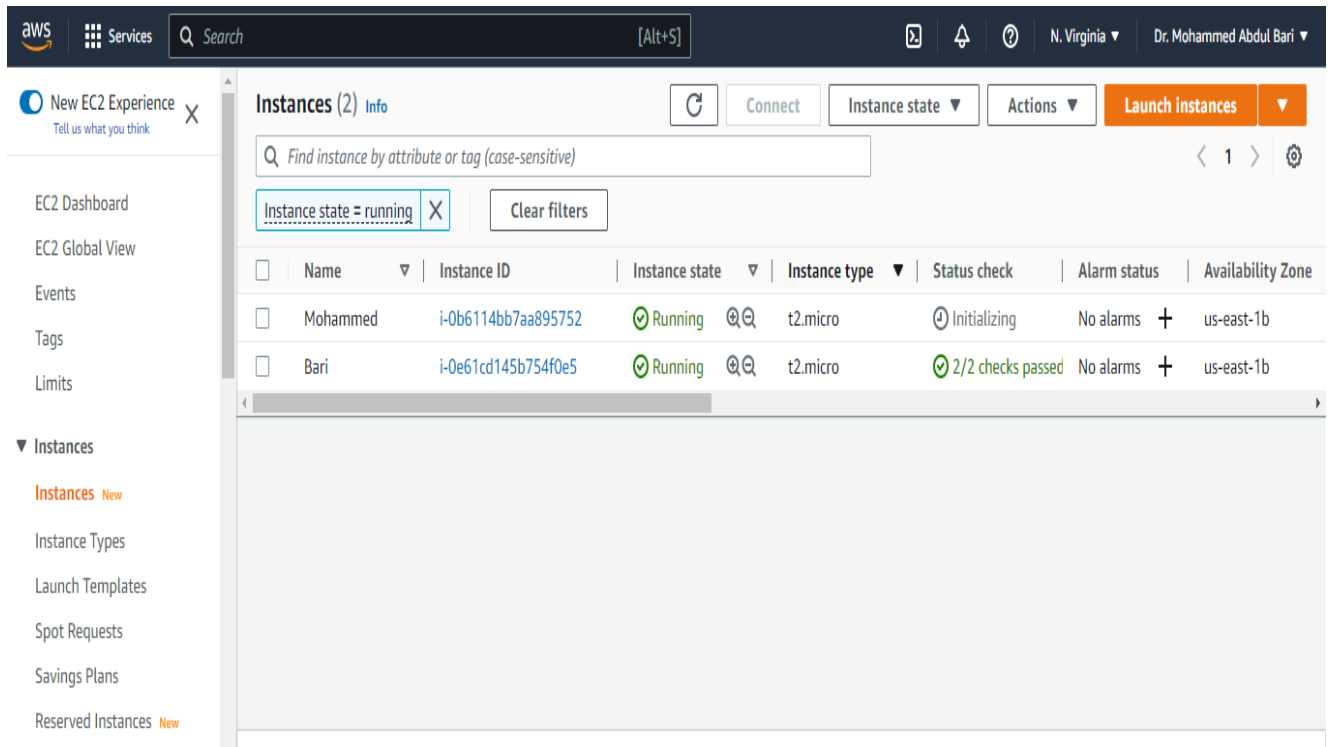 aws Services Search [Alt+S] N. Virginia ▼ Dr. Mohammed Abdul Bari ▼
New EC2 Experience
Tell us what you think
EC2 Dashboard
EC2 Global View
Events
Tags
Limits
▼ Instances
Instances New
Instance Types
Launch Templates
Spot Requests
Savings Plans
Reserved Instances New
Instances (2) Info Connect Instance state ▼ Actions ▼ Launch instances ▼
Find instance by attribute or tag (case-sensitive) < 1 >
Instance state = running X Clear filters
Name Instance ID Instance state Instance type ▼ Status check Alarm status Availability Zone
Mohammed i-0b6114bb7aa895752 Running t2.micro Initializing No alarms + us-east-1b
Bari i-0e61cd145b754f0e5 Running t2.micro 2/2 checks passed No alarms + us-east-1b